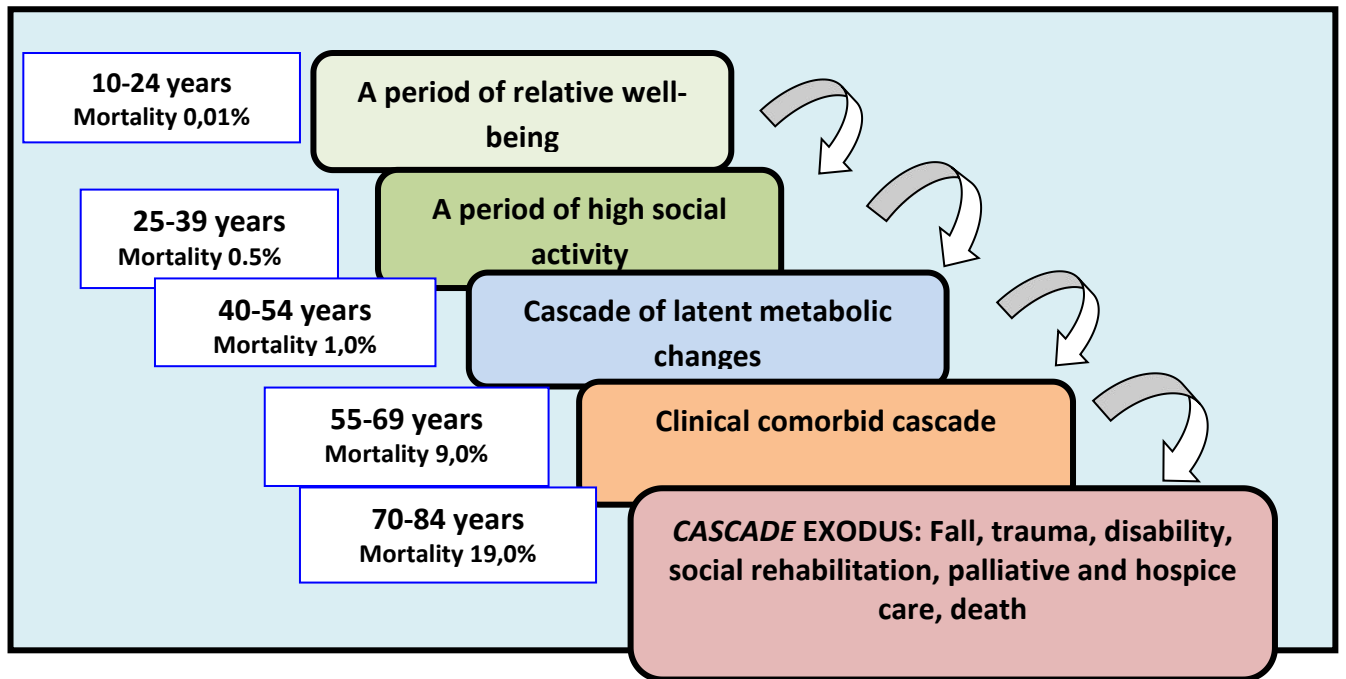 10-24 years
Mortality 0,01%
A period of relative well-
being
25-39 years
Mortality 0.5%
A period of high social
activity
40-54 years
Mortality 1,0%
Cascade of latent metabolic
changes
55-69 years
Mortality 9,0%
Clinical comorbid cascade
70-84 years
Mortality 19,0%
CASCADE EXODUS: Fall, trauma, disability,
social rehabilitation, palliative and hospice
care, death